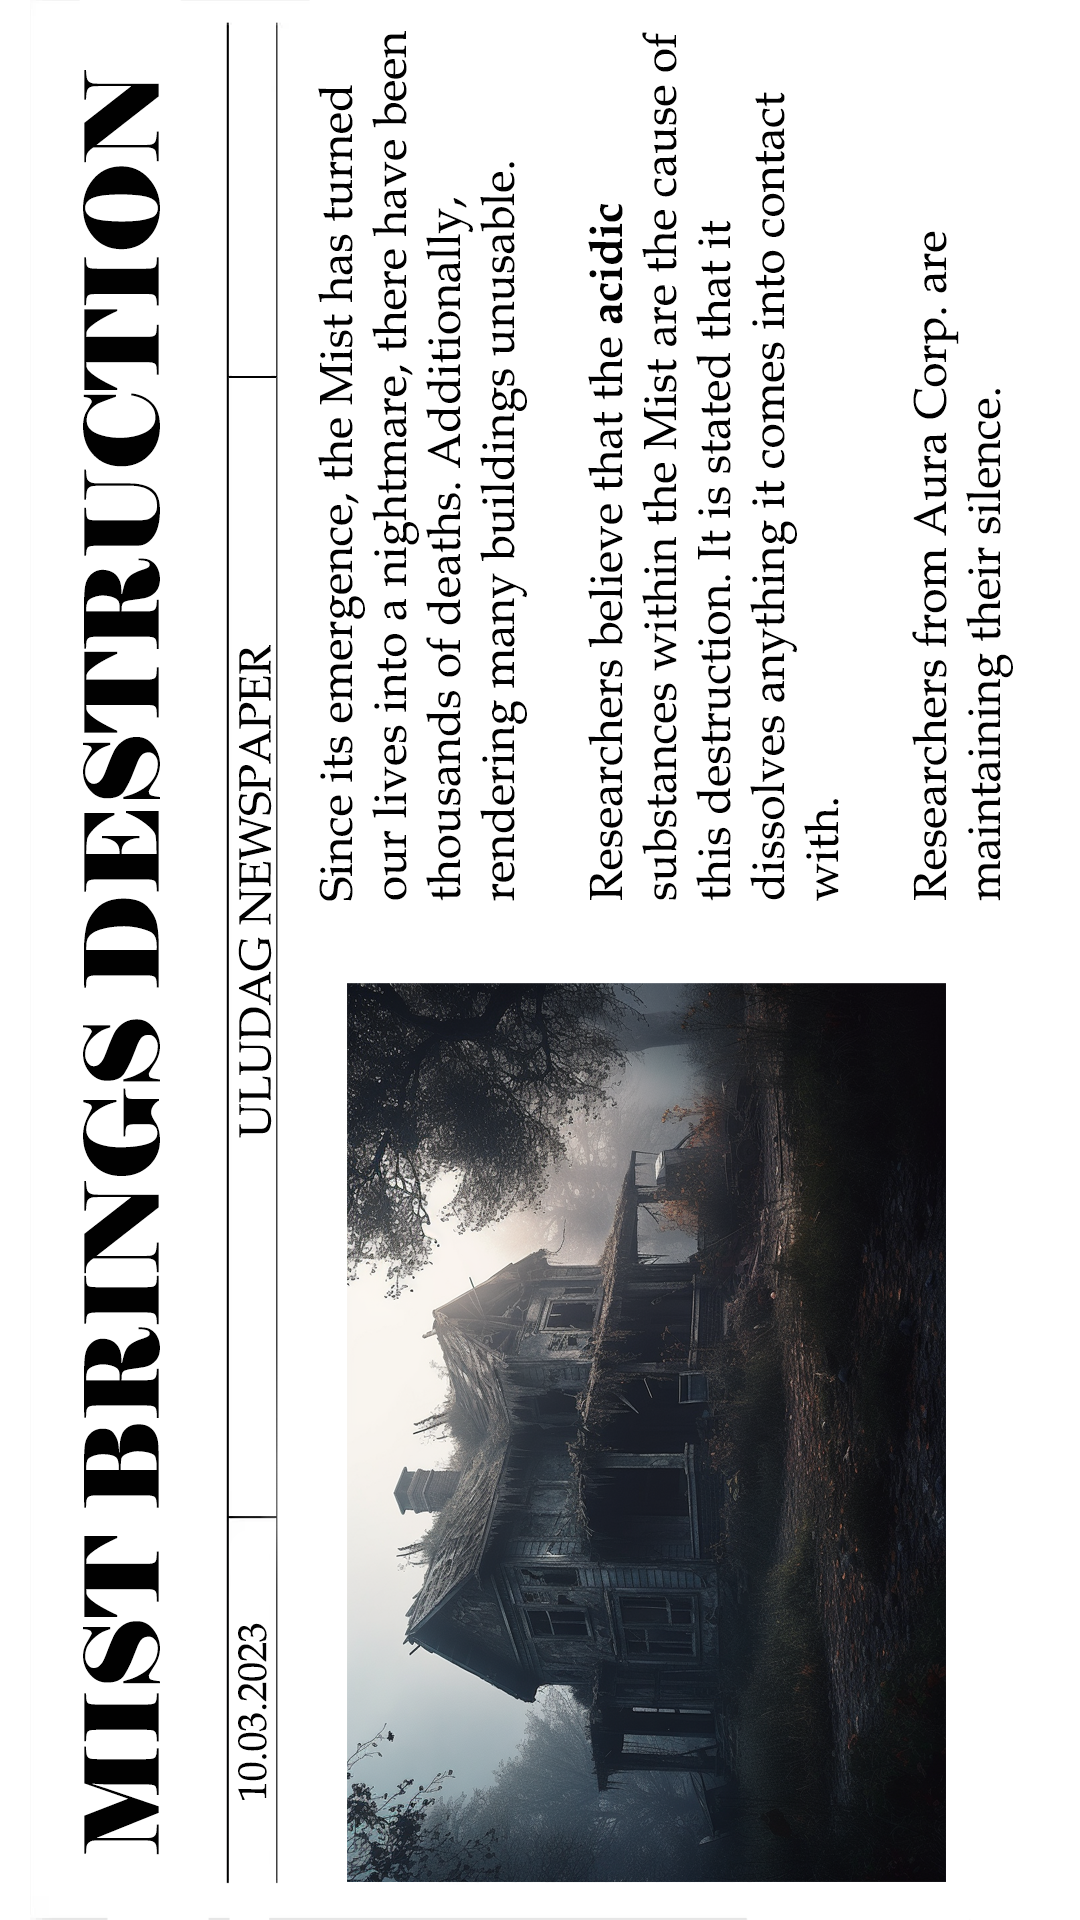 MIST BRINGS DESTRUCTION
10.03.2023
ULUDAG NEWSPAPER
Since its emergence, the Mist has turned
our lives into a nightmare, there have been
thousands of deaths. Additionally,
rendering many buildings unusable.
Researchers believe that the acidic
substances within the Mist are the cause of
this destruction. It is stated that it
dissolves anything it comes into contact
with.
Researchers from Aura Corp. are
maintaining their silence.